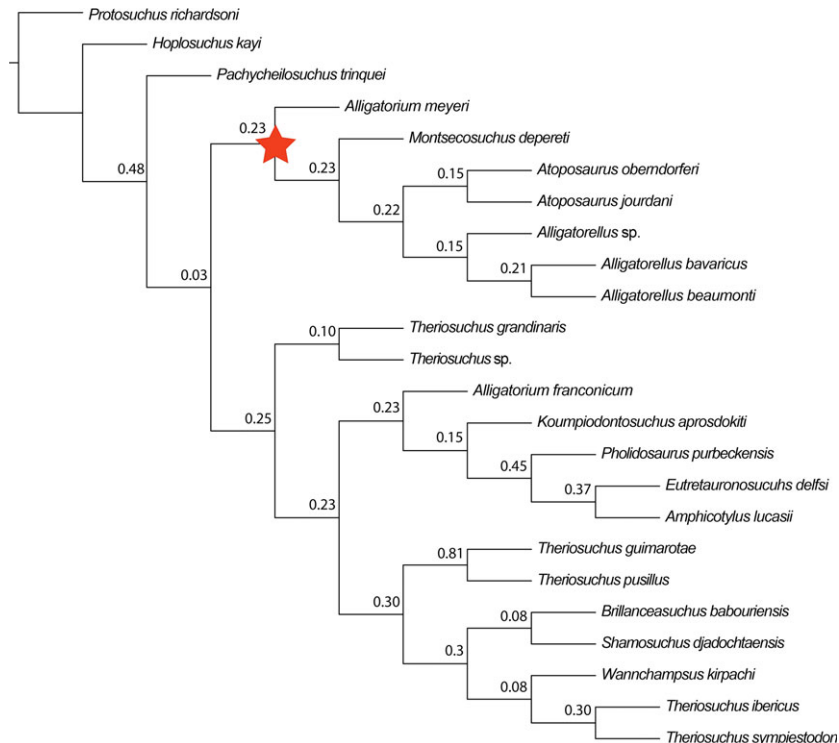 Protosuchus richardsoni
Hoplosuchus kayi
Pachycheilosuchus trinquei
Alligatorium meyeri
0.23
Montsecosuchus depereti
0.48
0.23
0.15
Atoposaurus oberndorferi
Atoposaurus jourdani
0.22
Alligatorellus sp.
0.15
0.21
Alligatorellus bavaricus
0.03
Alligatorellus beaumonti
0.10
Theriosuchus grandinaris
Theriosuchus sp.
Alligatorium franconicum
0.25
0.23
Koumpiodontosuchus aprosdokiti
0.15
Pholidosaurus purbeckensis
0.45
Eutretauronosucuhs delfsi
0.37
0.23
Amphicotylus lucasii
0.81
Theriosuchus guimarotae
Theriosuchus pusillus
0.30
0.08
Brillanceasuchus babouriensis
Shamosuchus djadochtaensis
0.3
Wannchampsus kirpachi
0.08
0.30
Theriosuchus ibericus
Theriosuchus sympiestodon